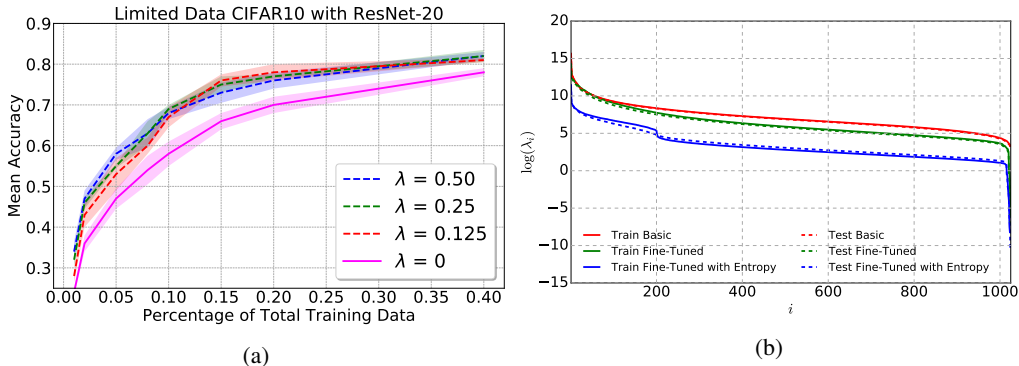 Limited Data CIFAR10 with ResNet-20
0.9
0.8
0.7
0.6
0.5
0.4
0.3
Mean Accuracy
λ = 0.50
λ = 0.25
λ = 0.125
λ = 0
0.00 0.05 0.10 0.15 0.20 0.25 0.30 0.35 0.40
Percentage of Total Training Data
(a)
20
15
10
5
0
−5
−10
−15
log(λi)
Train Basic
Train Fine-Tuned
Train Fine-Tuned with Entropy
Test Basic
Test Fine-Tuned
Test Fine-Tuned with Entropy
200 400 600 800 1000
i
(b)